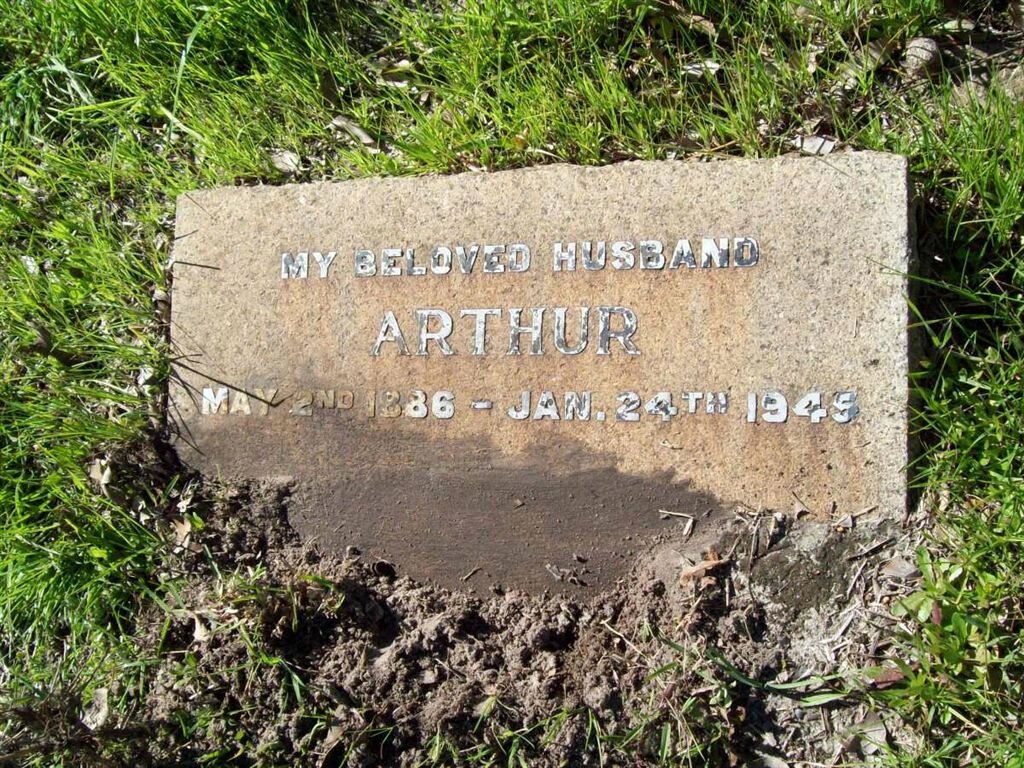 MY BELOVED HUSBAND
ARTHUR
MAY 2ND 1886 - JAN. 24TH 1945